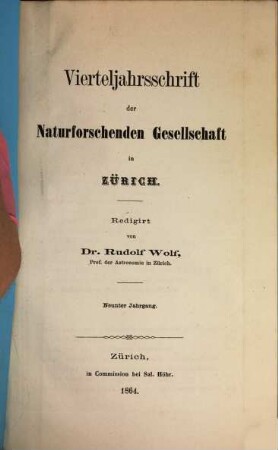 Vierteljahrsschrift
der
Naturforschenden Gesellschaft
in
ZÜRICH.
Redigirt
von
Dr. Rudolf Wolf,
Prof. der Astronomie in Zürich.
Neunter Jahrgang.
Zürich,
in Commission bei Sal. Höhr.
1864.